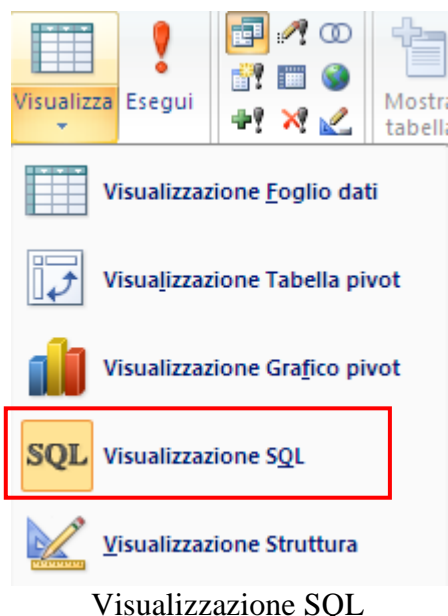 Visualizza Esegui
Mostra
tabella
Visualizzazione Foglio dati
Visualizzazione Tabella pivot
Visualizzazione Grafico pivot
SQL Visualizzazione SQL
Visualizzazione Struttura
Visualizzazione SQL